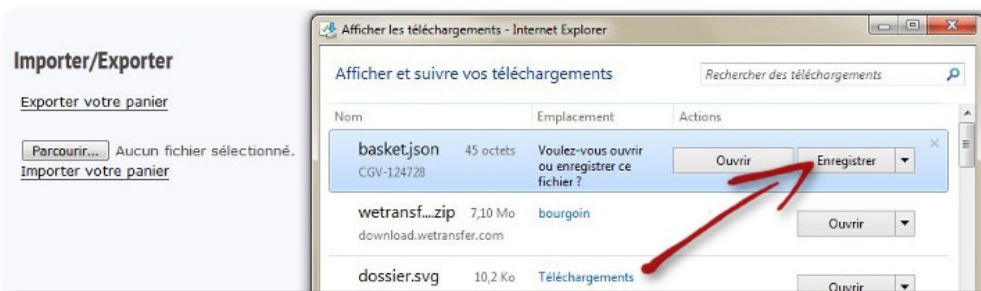 Importer/Exporter
Exporter votre panier
Parcourir... Aucun fichier sélectionné.
Importer votre panier
Afficher les téléchargements - Internet Explorer
Afficher et suivre vos téléchargements
Rechercher des téléchargements
Nom Emplacement Actions
basket.json 45 octets
CGV-124728
Voulez-vous ouvrir
ou enregistrer ce
fichier ?
Ouvrir Enregistrer
wetransf....zip 7,10 Mo bourgoin
download.wetransfer.com
Ouvrir
dossier.svg 10,2 Ko Téléchargements
Ouvrir